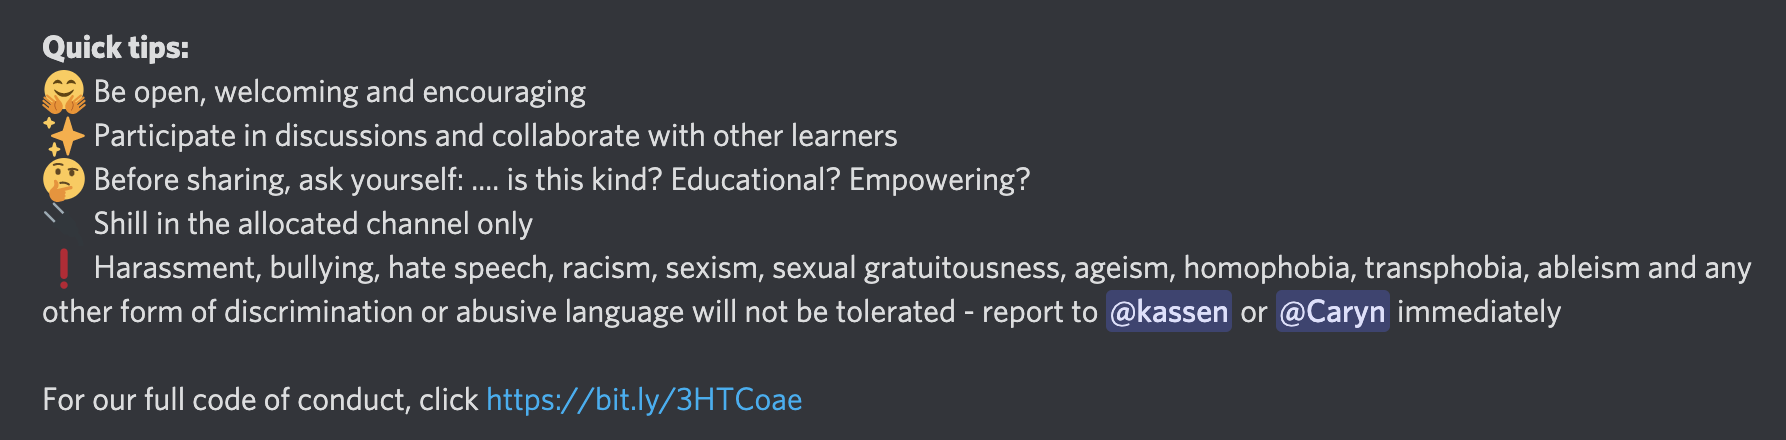 Quick tips:
🤗 Be open, welcoming and encouraging
✨ Participate in discussions and collaborate with other learners
🤔 Before sharing, ask yourself: .... is this kind? Educational? Empowering?
Shill in the allocated channel only
❗ Harassment, bullying, hate speech, racism, sexism, sexual gratuitousness, ageism, homophobia, transphobia, ableism and any
other form of discrimination or abusive language will not be tolerated - report to @kassen or @Caryn immediately
For our full code of conduct, click https://bit.ly/3HTCoae